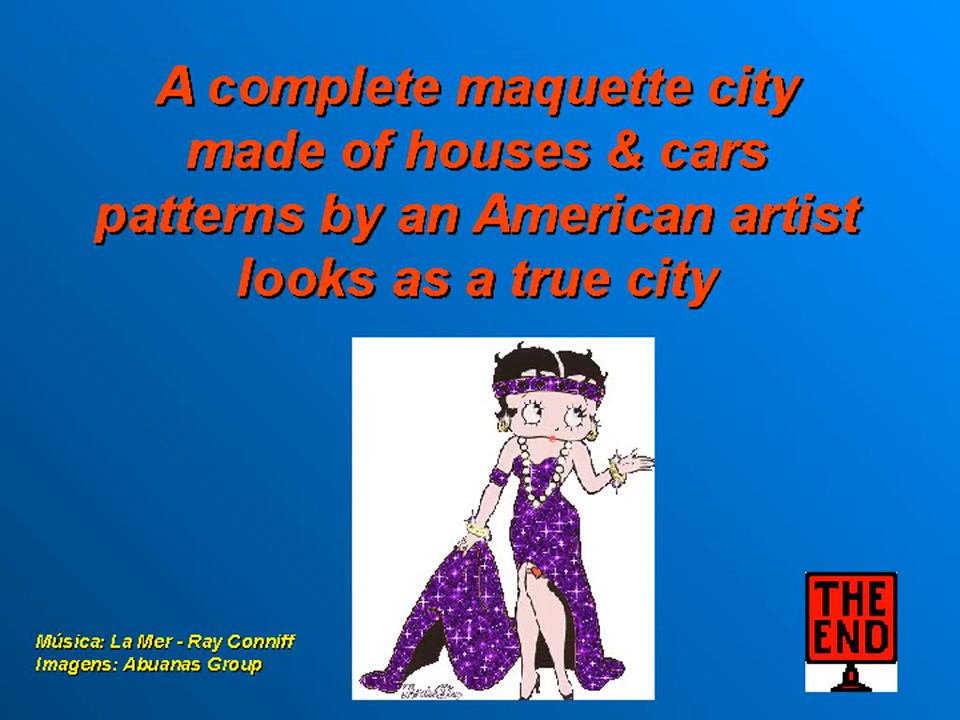 A complete maquette city
made of houses & cars
patterns by an American artist
looks as a true city
Música: La Mer - Ray Conniff
Imagens: Abuanas Group
THE
END